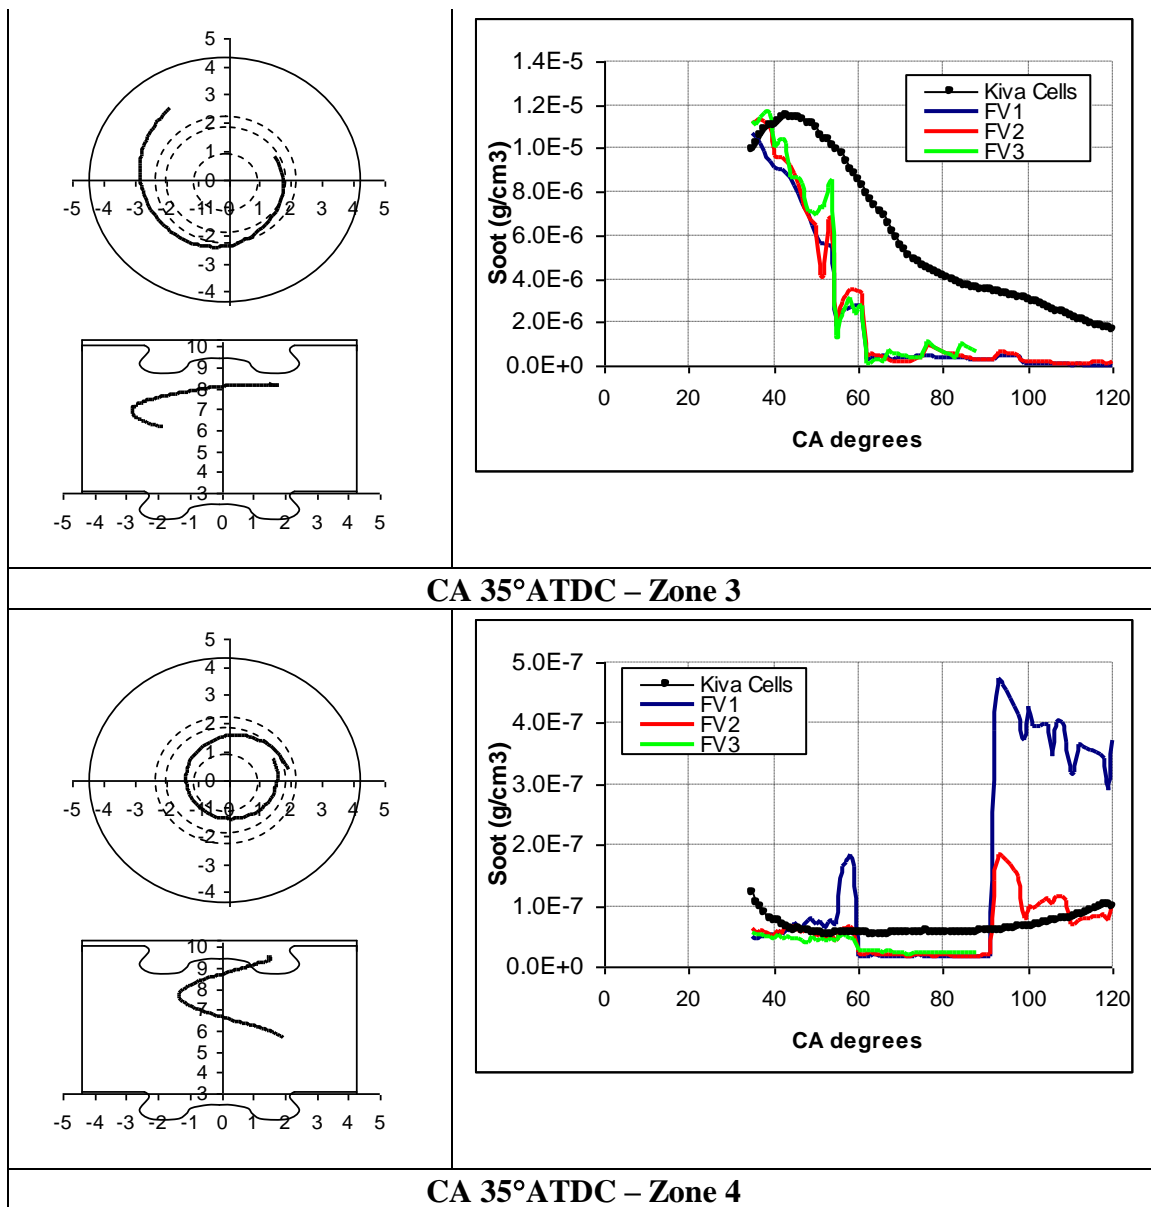 5
4
3
2
1
0
-5 -4 -3 -2 -1 0 1 2 3 4 5
-1
-2
-3
-4
10
9
8
7
6
5
4
3
-5 -4 -3 -2 -1 0 1 2 3 4 5
1.4E-5
1.2E-5
1.0E-5
8.0E-6
6.0E-6
4.0E-6
2.0E-6
0.0E+0
Soot (g/cm3)
Kiva Cells
FV1
FV2
FV3
0 20 40 60 80 100 120
CA degrees
CA 35°ATDC – Zone 3
5
4
3
2
1
0
-5 -4 -3 -2 -1 0 1 2 3 4 5
-1
-2
-3
-4
10
9
8
7
6
5
4
3
-5 -4 -3 -2 -1 0 1 2 3 4 5
5.0E-7
4.0E-7
3.0E-7
2.0E-7
1.0E-7
0.0E+0
Soot (g/cm3)
Kiva Cells
FV1
FV2
FV3
0 20 40 60 80 100 120
CA degrees
CA 35°ATDC – Zone 4